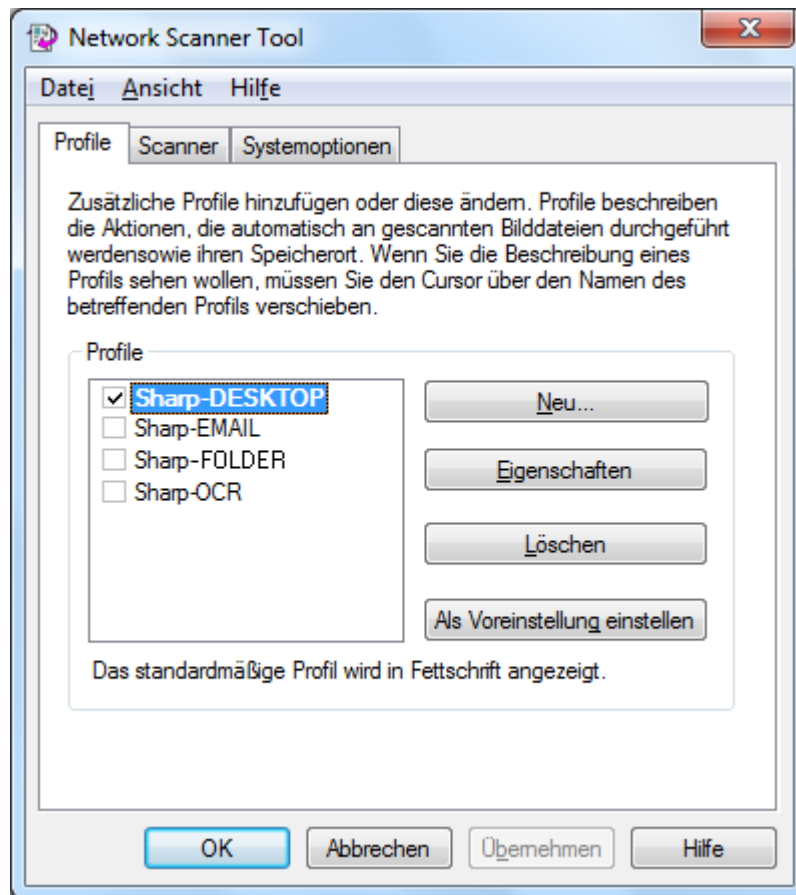 Network Scanner Tool
Datei Ansicht Hilfe
Profile Scanner Systemoptionen
Zusätzliche Profile hinzufügen oder diese ändern. Profile beschreiben
die Aktionen, die automatisch an gescannten Bilddateien durchgeführt
werdensowie ihren Speicherort. Wenn Sie die Beschreibung eines
Profils sehen wollen, müssen Sie den Cursor über den Namen des
betreffenden Profils verschieben.
Profile
Sharp-DESKTOP
Sharp-EMAIL
Sharp-FOLDER
Sharp-OCR
Neu...
Eigenschaften
Löschen
Als Voreinstellung einstellen
Das standardmäßige Profil wird in Fettschrift angezeigt.
OK Abbrechen Übernehmen Hilfe